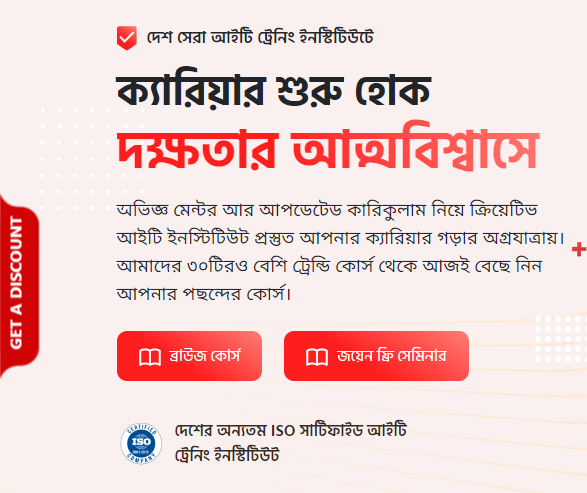 দেশ সেরা আইটি ট্রেনিং ইনস্টিটিউটে
ক্যারিয়ার শুরু হোক
দক্ষতার আত্মবিশ্বাসে
অভিজ্ঞ মেন্টর আর আপডেটেড কারিকুলাম নিয়ে ক্রিয়েটিভ
আইটি ইনস্টিটিউট প্রস্তুত আপনার ক্যারিয়ার গড়ার অগ্রযাত্রায়।
আমাদের ৩০টিরও বেশি ট্রেন্ডি কোর্স থেকে আজই বেছে নিন
আপনার পছন্দের কোর্স।
GET A DISCOUNT
ব্রাউজ কোর্স
জয়েন ফ্রি সেমিনার
CERTIFIED
ISO
9001:2015
COMPANY
দেশের অন্যতম ISO সার্টিফাইড আইটি
ট্রেনিং ইনস্টিটিউট